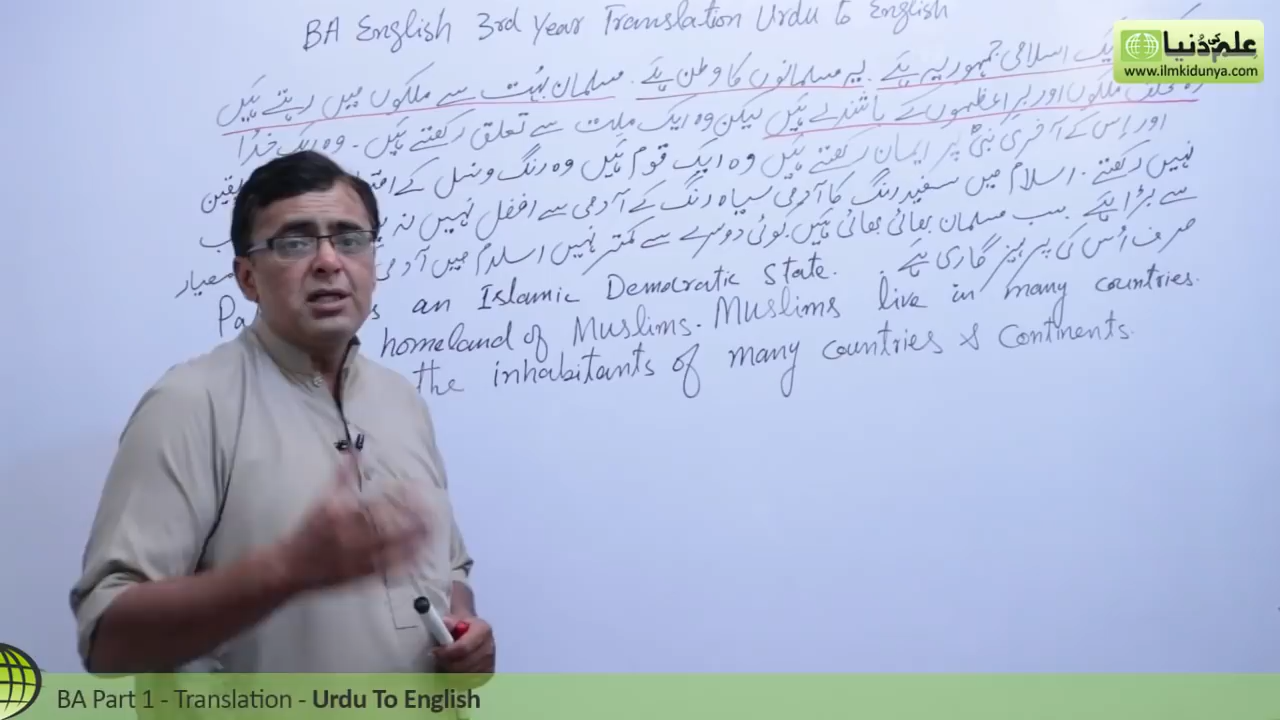 BA English 3rd Year Translation Urdu to English
ایک اسلامی جمہوریہ ہے۔ یہ مسلمانوں کا وطن ہے۔ مسلمان بہت سے ملکوں میں رہتے ہیں
ملکوں اور براعظموں کے باشندے ہیں لیکن وہ ایک ملت سے تعلق رکھتے ہیں۔ وہ ایک خدا
اور اس کے آخری نبی پر ایمان رکھتے ہیں وہ ایک قوم ہیں وہ رنگ و نسل کے یقین
نہیں رکھتے۔ اسلام میں سفید رنگ کا آدمی سیاہ رنگ کے آدمی سے افضل نہیں نہ
سے بڑا ہے۔ سب مسلمان بھائی بھائی ہیں کوئی دوسرے سے کمتر نہیں اسلام میں آدمی معیار
صرف اُس کی پرہیزگاری ہے
an Islamic Democratic State.
homeland of Muslims. Muslims live in many countries.
the inhabitants of many countries & Continents.
علم کی دُنیا
www.ilmkidunya.com
BA Part 1 - Translation - Urdu To English